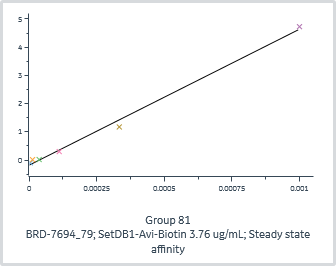 5
4
3
2
1
0
0 0.00025 0.0005 0.00075 0.001
Group 81
BRD-7694_79; SetDB1-Avi-Biotin 3.76 ug/mL; Steady state
affinity